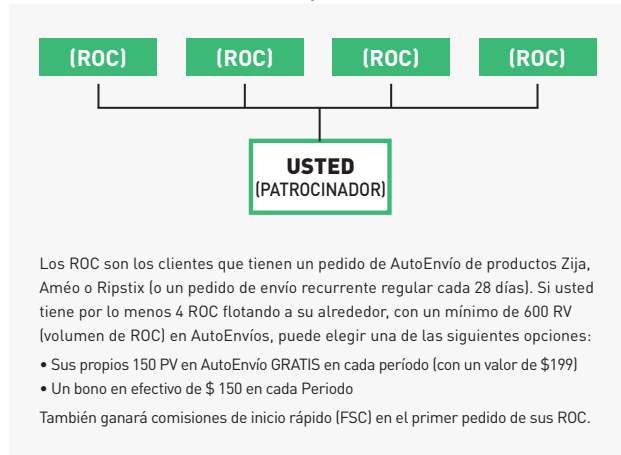 (ROC) (ROC) (ROC) (ROC)
USTED
(PATROCINADOR)
Los ROC son los clientes que tienen un pedido de AutoEnvío de productos Zija,
Améo o Ripstix (o un pedido de envío recurrente regular cada 28 días). Si usted
tiene por lo menos 4 ROC flotando a su alrededor, con un mínimo de 600 RV
(volumen de ROC) en AutoEnvíos, puede elegir una de las siguientes opciones:
• Sus propios 150 PV en AutoEnvío GRATIS en cada período (con un valor de $199)
• Un bono en efectivo de $ 150 en cada Periodo
También ganará comisiones de inicio rápido (FSC) en el primer pedido de sus ROC.